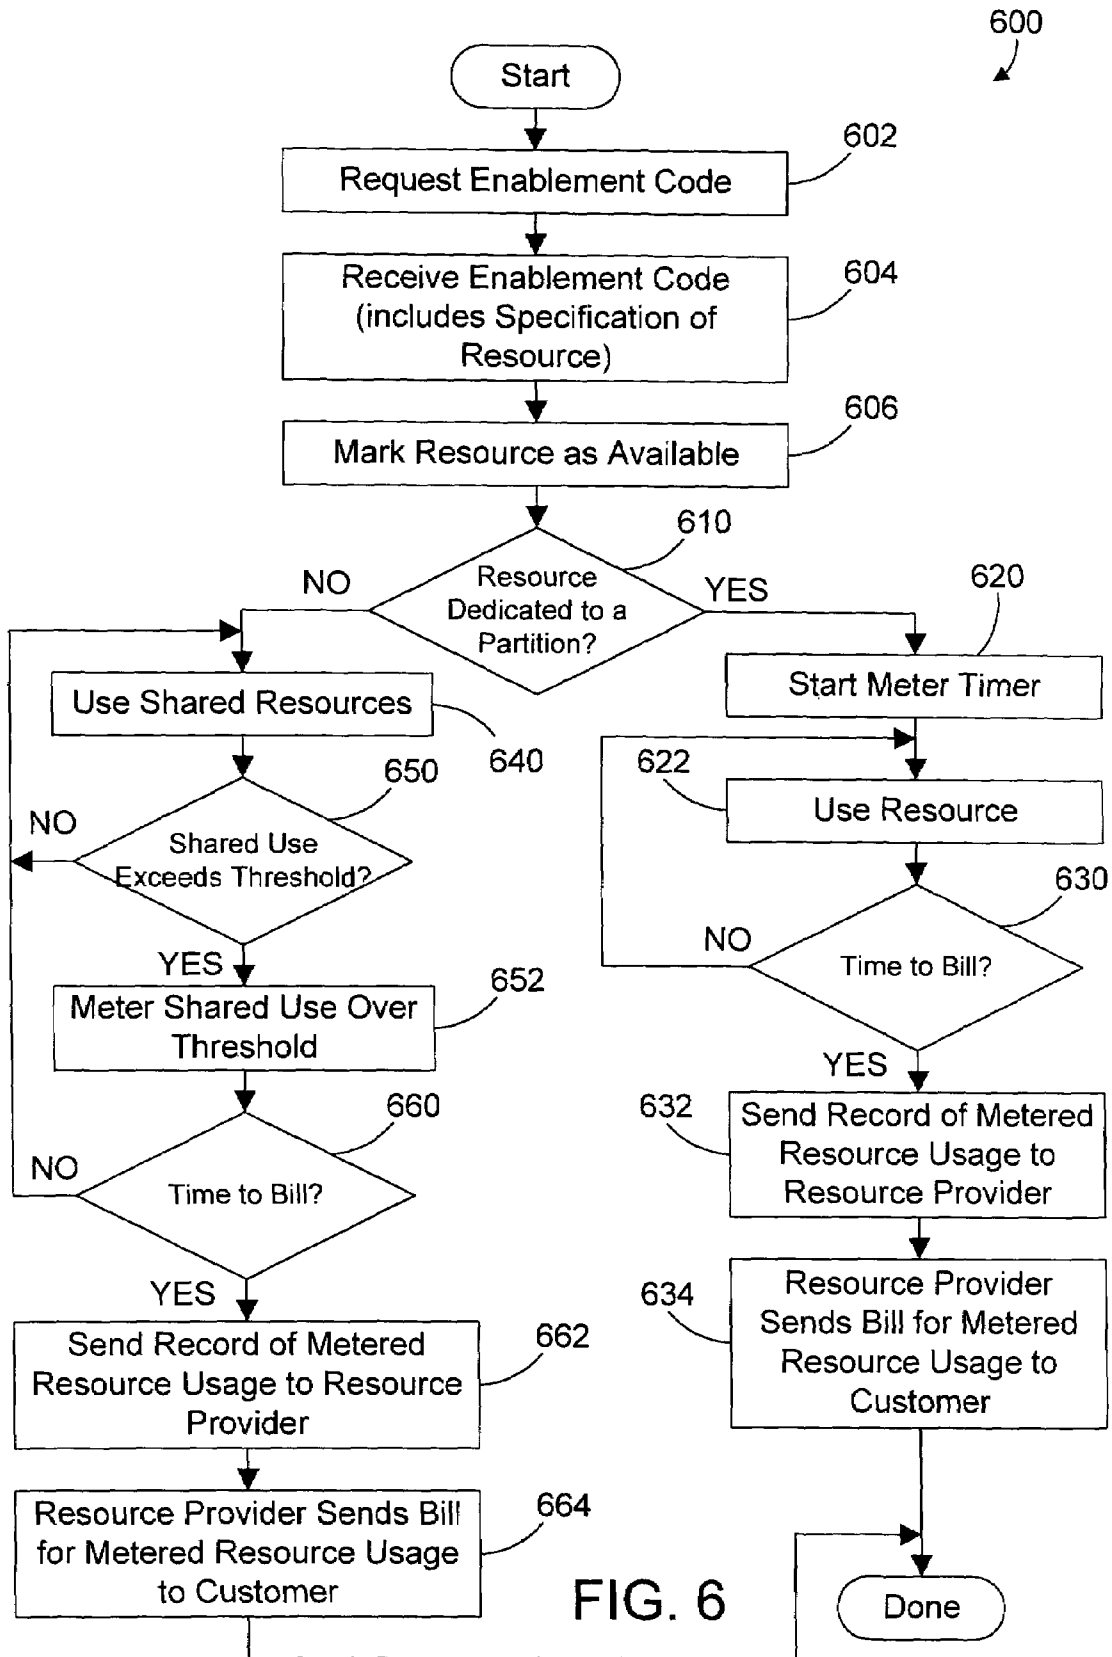 600
Start
602
Request Enablement Code
604
Receive Enablement Code
(includes Specification of
Resource)
606
Mark Resource as Available
610
NO
Resource
Dedicated to a
Partition?
YES
620
Use Shared Resources
640
Start Meter Timer
650
622
Use Resource
NO
Shared Use
Exceeds Threshold?
630
YES
NO
Time to Bill?
652
Meter Shared Use Over
Threshold
YES
660
632
Send Record of Metered
Resource Usage to
Resource Provider
NO
Time to Bill?
YES
634
Resource Provider
Sends Bill for Metered
Resource Usage to
Customer
662
Send Record of Metered
Resource Usage to Resource
Provider
664
Resource Provider Sends Bill
for Metered Resource Usage
to Customer
FIG. 6
Done